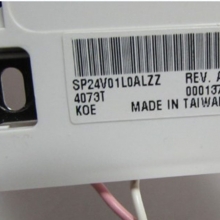 SP24V01L0ALZZ REV. A
4073T 000137
KOE MADE IN TAIWAN